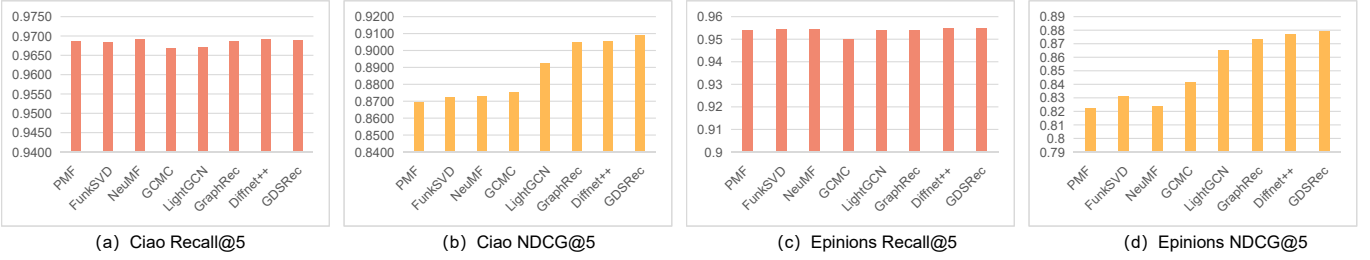 0.9750
0.9700
0.9650
0.9600
0.9550
0.9500
0.9450
0.9400
PMF
FunkSVD
NeuMF
GCMC
LightGCN
GraphRec
Diffnet++
GDSRec
(a) Ciao Recall@5
0.9200
0.9100
0.9000
0.8900
0.8800
0.8700
0.8600
0.8500
0.8400
PMF
FunkSVD
NeuMF
GCMC
LightGCN
GraphRec
Diffnet++
GDSRec
(b) Ciao NDCG@5
0.96
0.95
0.94
0.93
0.92
0.91
0.9
PMF
FunkSVD
NeuMF
GCMC
LightGCN
GraphRec
Diffnet++
GDSRec
(c) Epinions Recall@5
0.89
0.88
0.87
0.86
0.85
0.84
0.83
0.82
0.81
0.8
0.79
PMF
FunkSVD
NeuMF
GCMC
LightGCN
GraphRec
Diffnet++
GDSRec
(d) Epinions NDCG@5